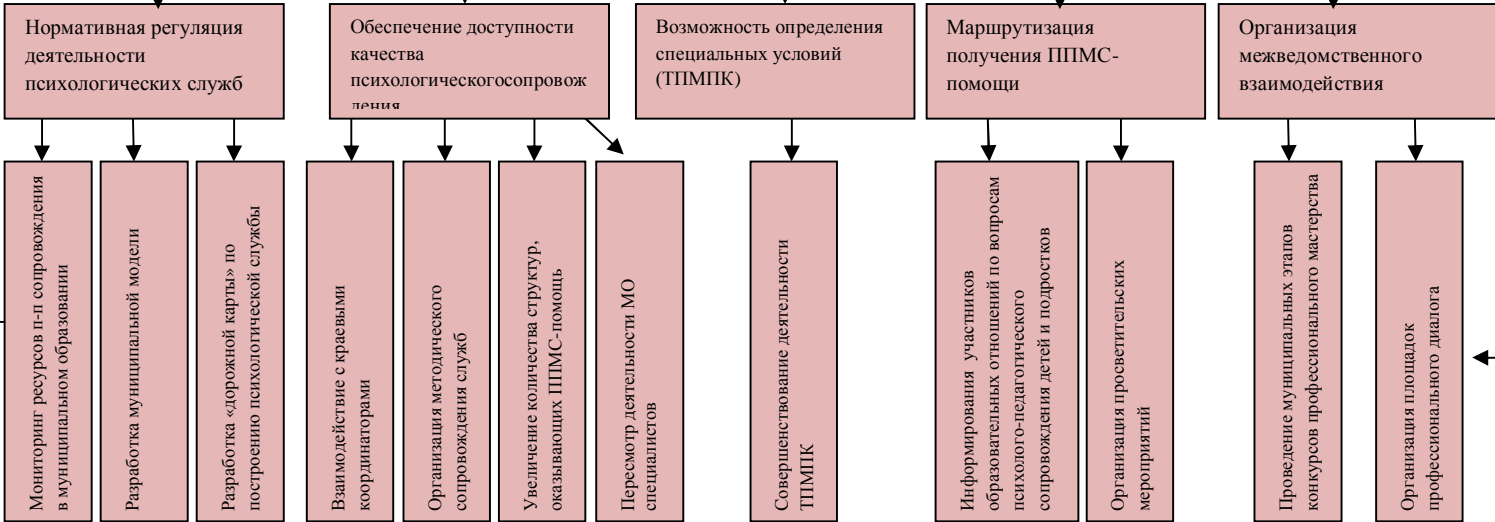 Нормативная регуляция
деятельности
психологических служб
Обеспечение доступности
качества
психологическогосопровож
дения
Возможность определения
специальных условий
(ТПМПК)
Маршрутизация
получения ППМС-
помощи
Организация
межведомственного
взаимодействия
Мониторинг ресурсов п-п сопровождения
в муниципальном образовании
Разработка муниципальной модели
Разработка «дорожной карты» по
построению психологической службы
Взаимодействие с краевыми
координаторами
Организация методического
сопровождения служб
Увеличение количества структур,
оказывающих ППМС-помощь
Пересмотр деятельности МО
специалистов
Совершенствование деятельности
ТПМПК
Информирования  участников
образовательных отношений по вопросам
психолого-педагогического
сопровождения детей и подростков
Организация просветительских
мероприятий
Проведение муниципальных этапов
конкурсов профессионального мастерства
Организация площадок
профессионального диалога